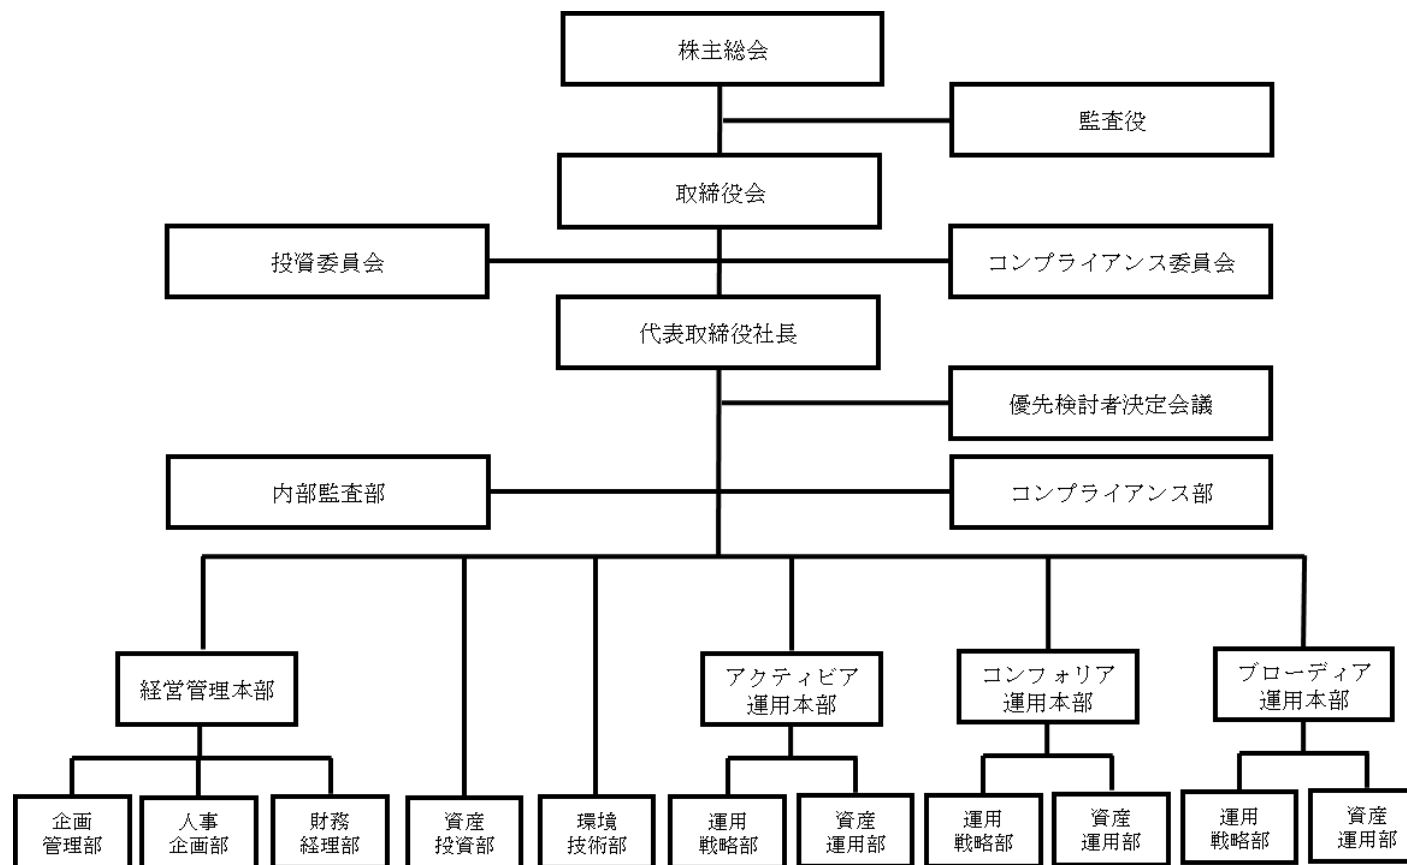 株主総会
監査役
取締役会
投資委員会
コンプライアンス委員会
代表取締役社長
優先検討者決定会議
内部監査部
コンプライアンス部
経営管理本部
アクティビア
運用本部
コンフォリア
運用本部
ブローディア
運用本部
企画
管理部
人事
企画部
財務
経理部
資産
投資部
環境
技術部
運用
戦略部
資産
運用部
運用
戦略部
資産
運用部
運用
戦略部
資産
運用部